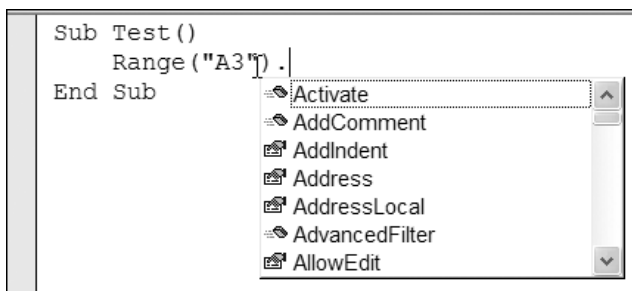 Sub Test()
Range("A3").
End Sub
Activate
AddComment
AddIndent
Address
AddressLocal
AdvancedFilter
AllowEdit